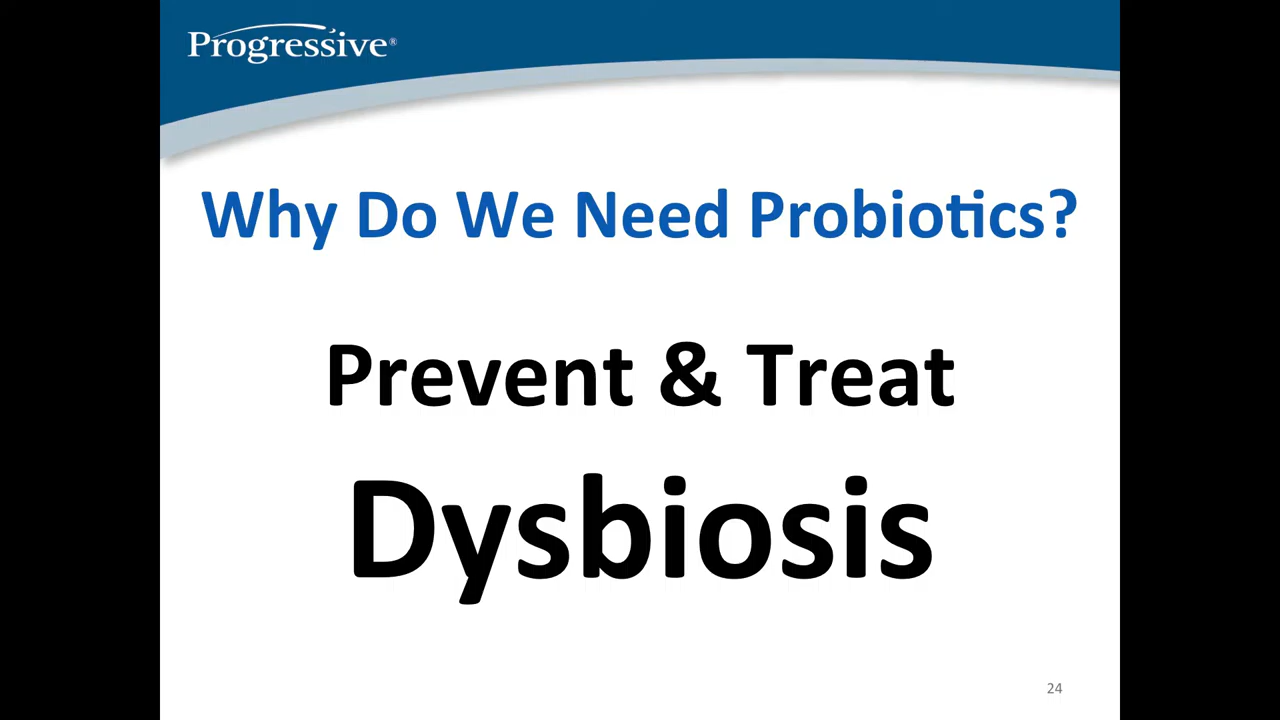 Progressive®
Why Do We Need Probiotics?
Prevent & Treat
Dysbiosis
24